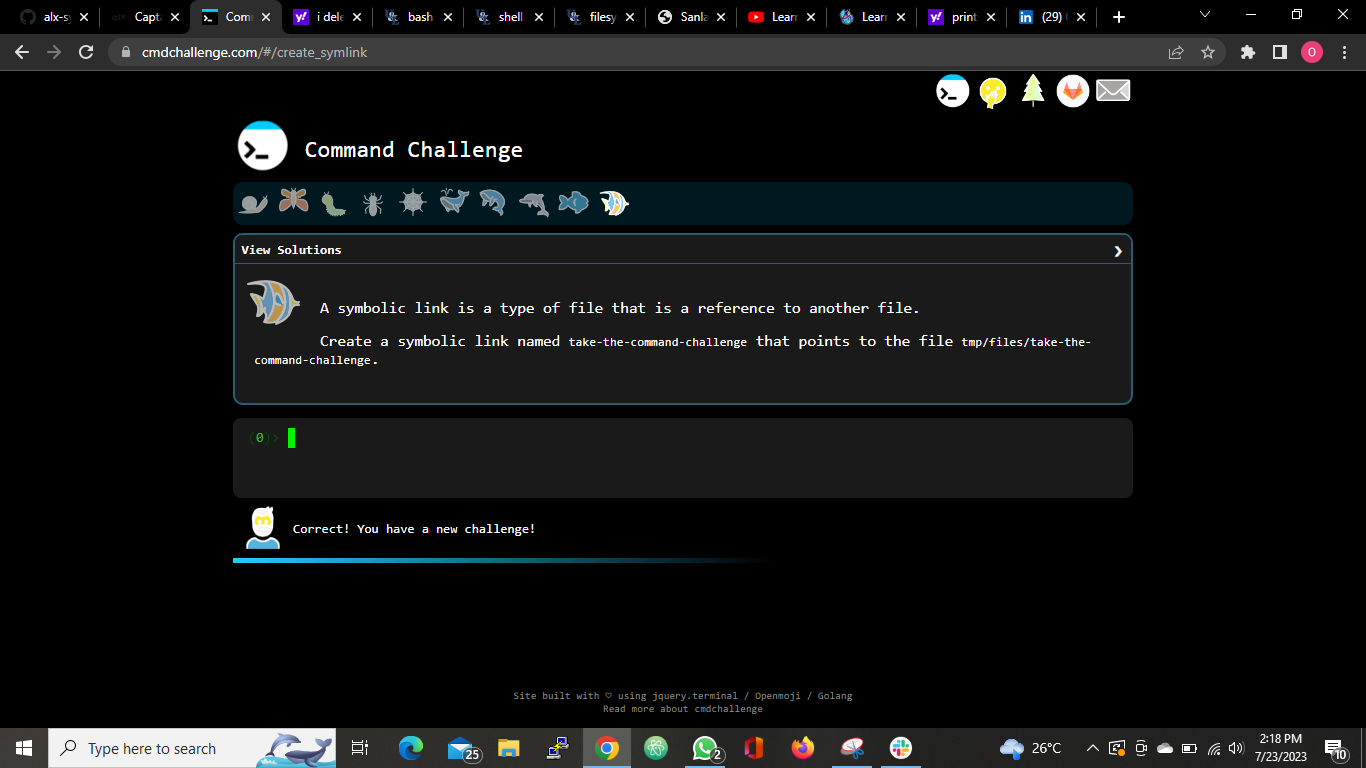 alx-sy
Capta
Comm
i dele
bash
shell
filesy
Sanla
Learn
Learn
print
(29) (
cmdchallenge.com/#/create_symlink
O
Command Challenge
View Solutions
A symbolic link is a type of file that is a reference to another file.
Create a symbolic link named take-the-command-challenge that points to the file tmp/files/take-the-
command-challenge.
(0)>
Correct! You have a new challenge!
Site built with ♡ using jquery.terminal / Openmoji / Golang
Read more about cmdchallenge
Type here to search
25
2
26°C
2:18 PM
7/23/2023
10